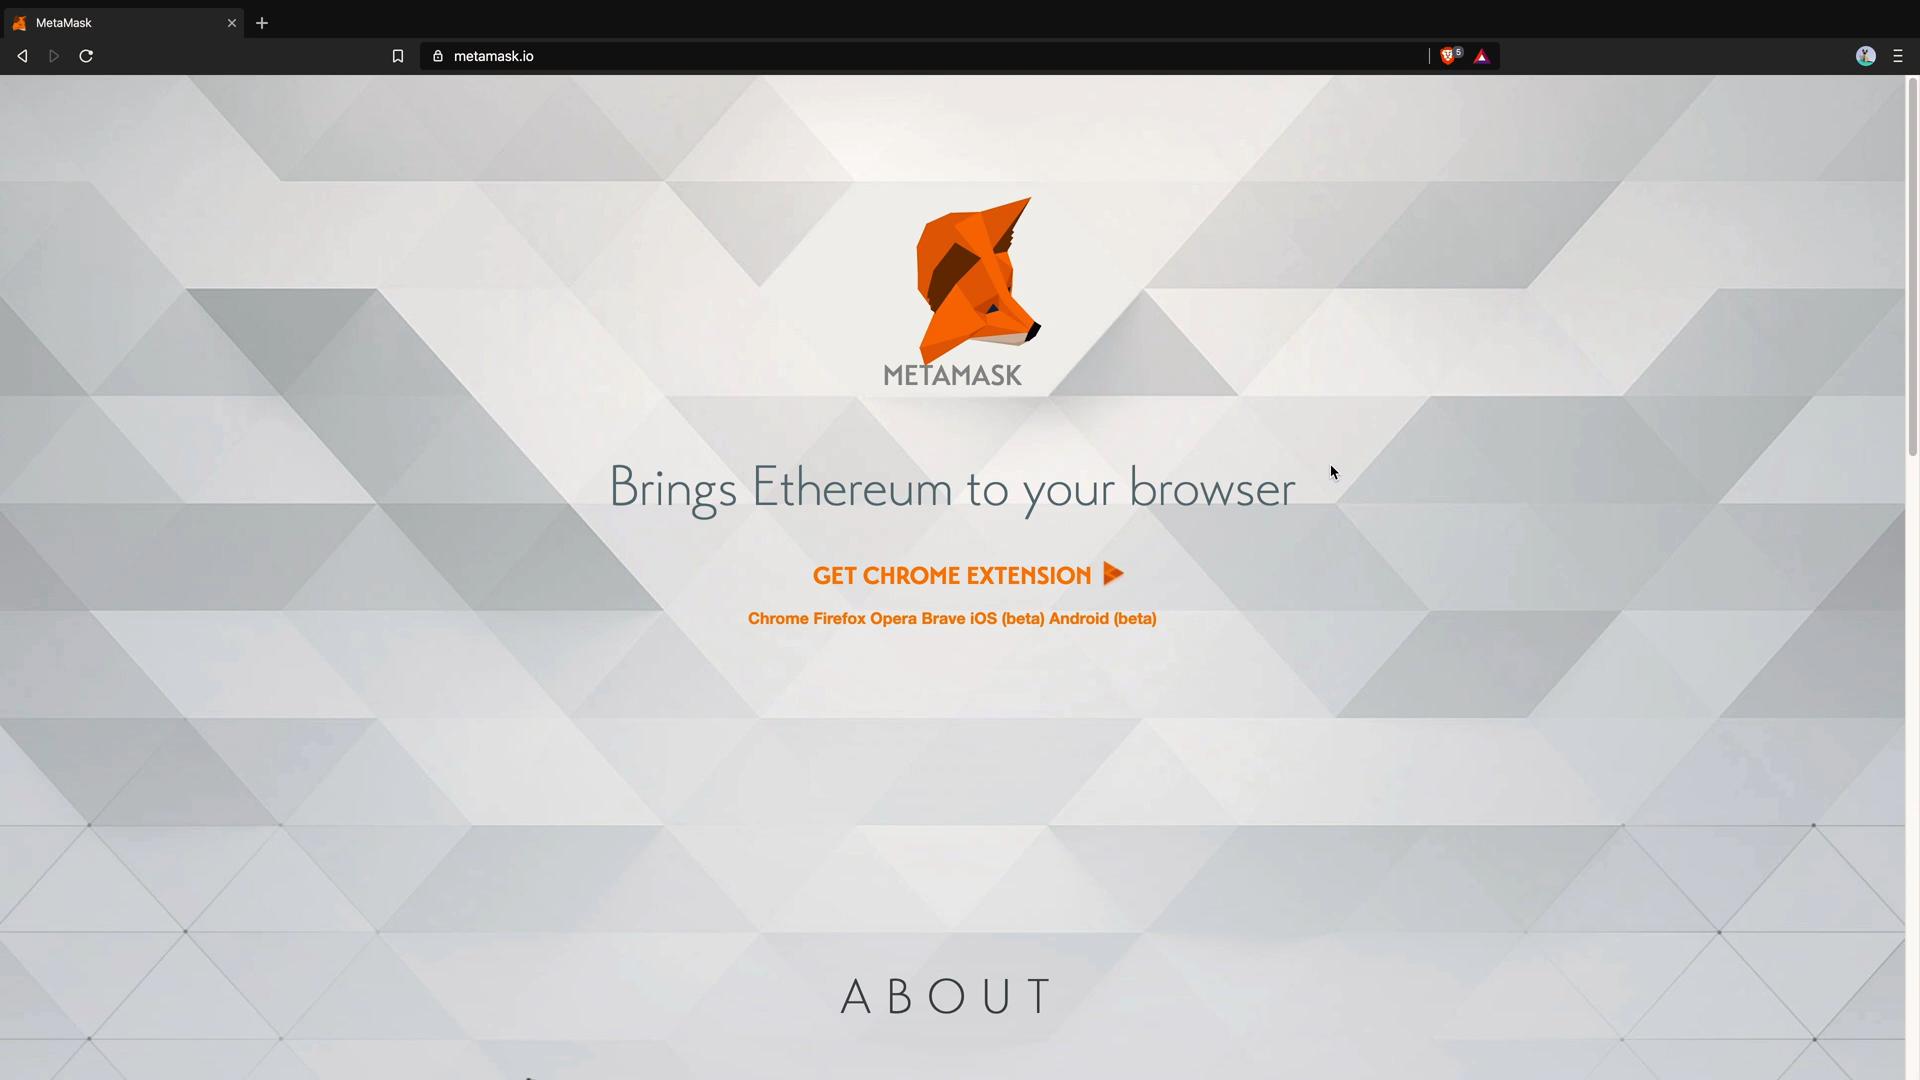 MetaMask
metamask.io
5
METAMASK
Brings Ethereum to your browser
GET CHROME EXTENSION
Chrome Firefox Opera Brave iOS (beta) Android (beta)
ABOUT